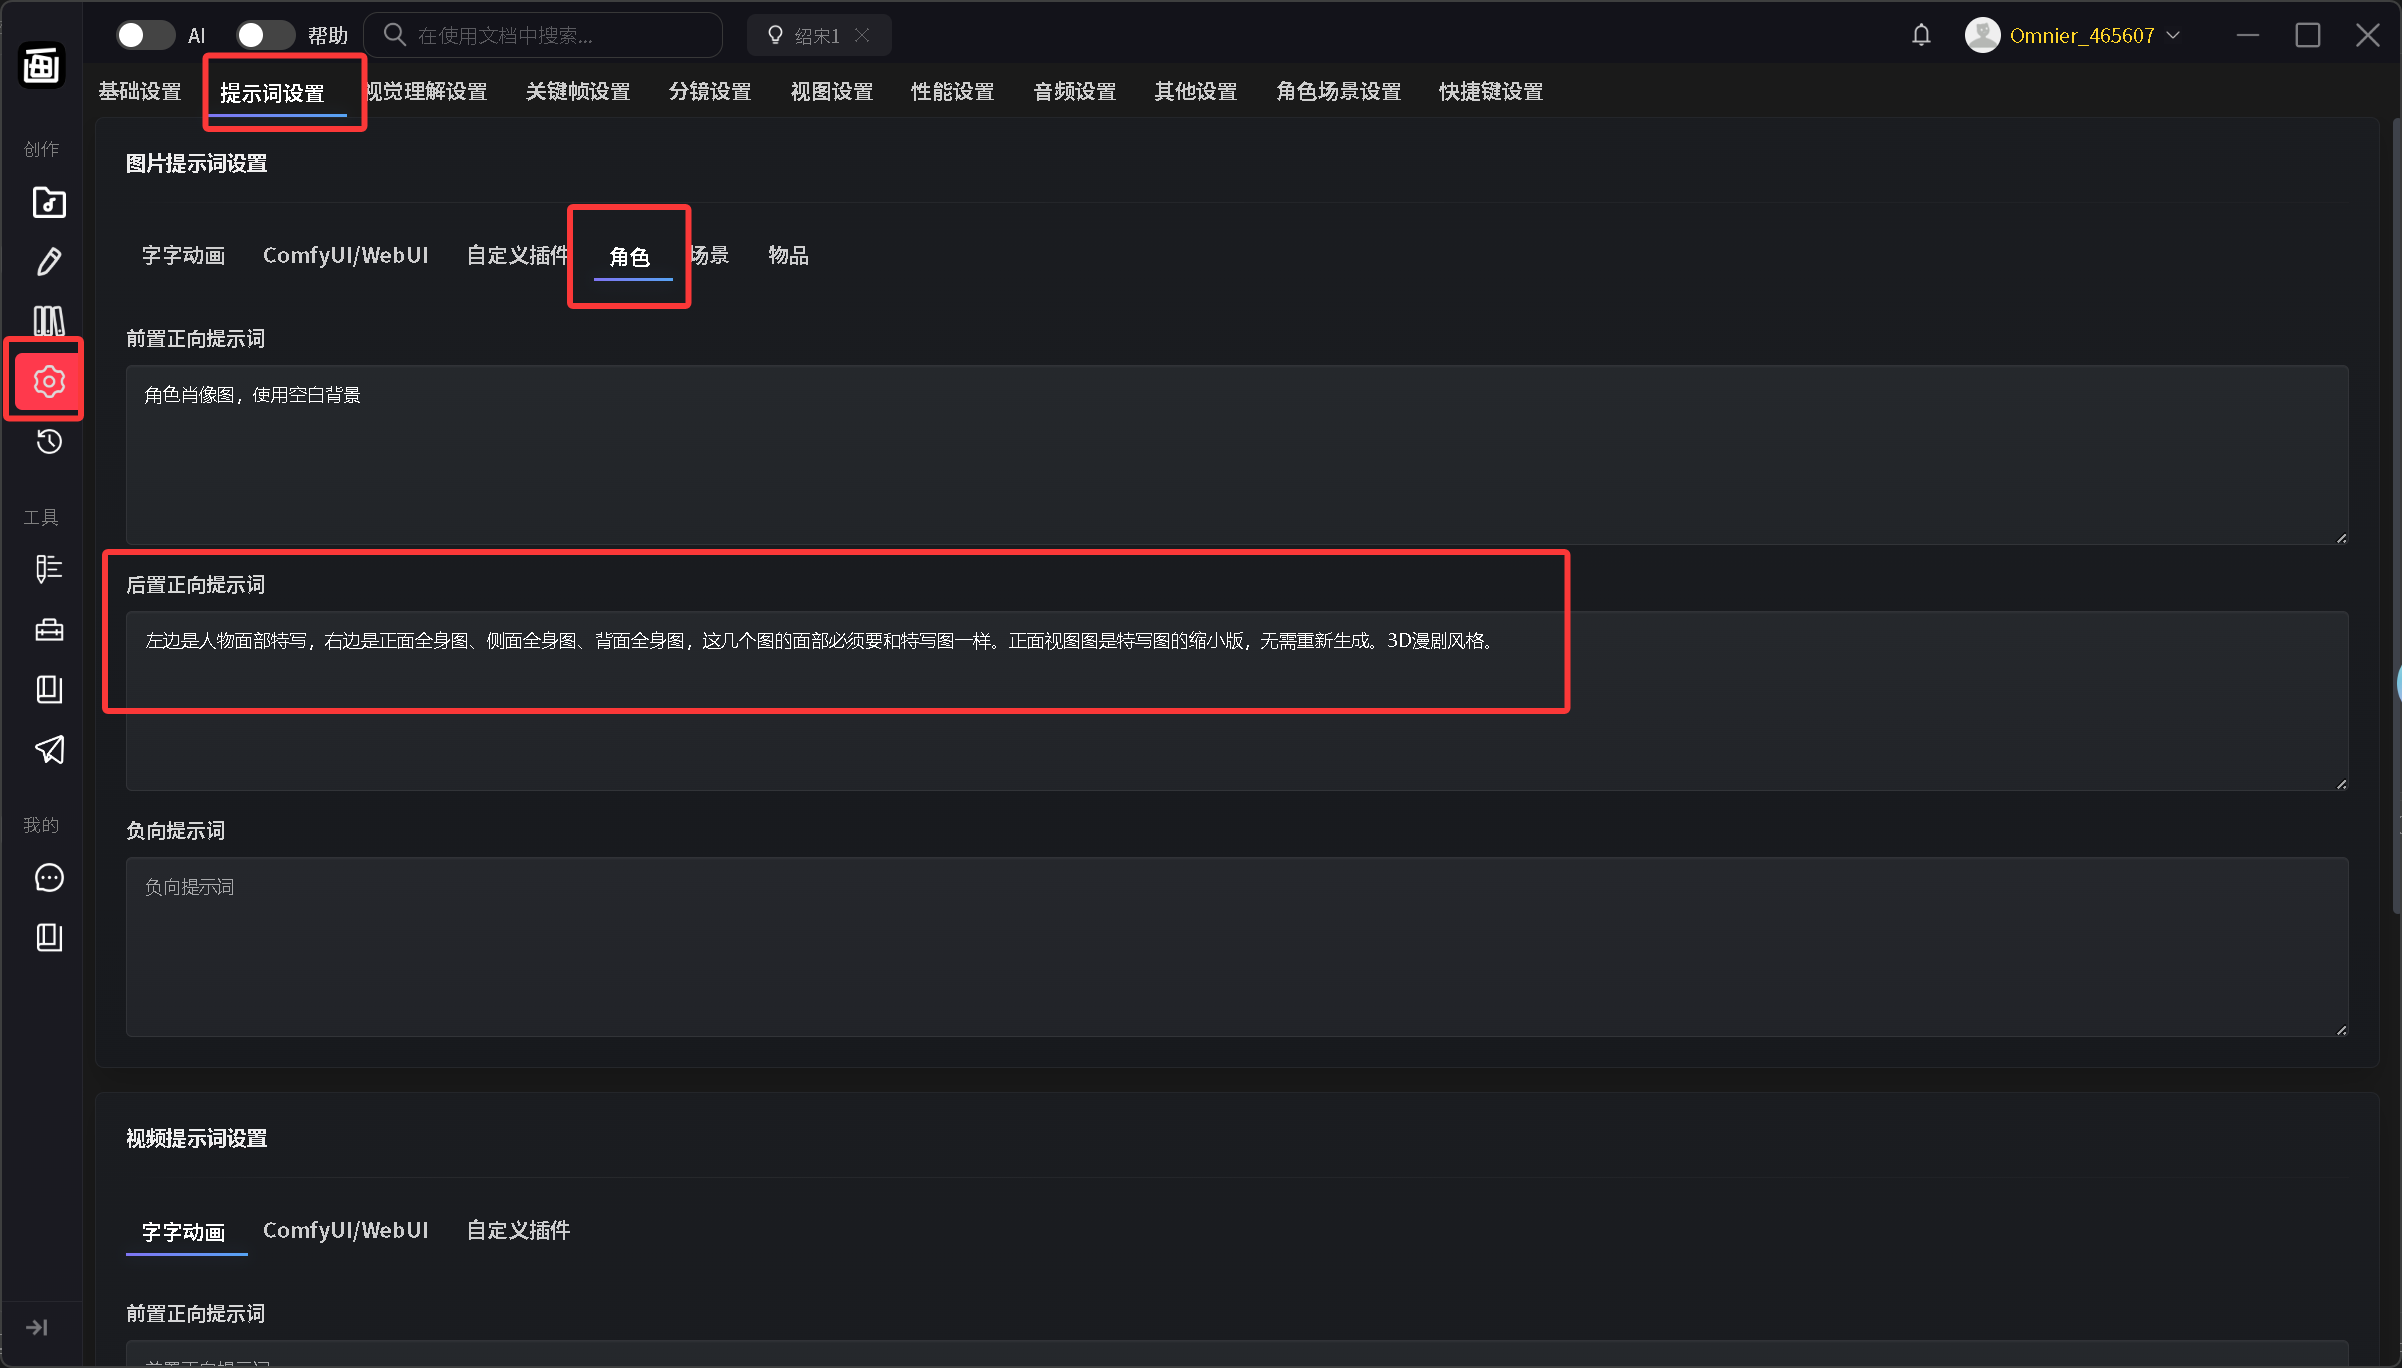 画
AI
帮助
在使用文档中搜索...
绍宋1
Omnier_465607
基础设置
提示词设置
视觉理解设置
关键帧设置
分镜设置
视图设置
性能设置
音频设置
其他设置
角色场景设置
快捷键设置
创作
工具
我的
图片提示词设置
字字动画
ComfyUI/WebUI
自定义插件
角色
场景
物品
前置正向提示词
角色肖像图，使用空白背景
后置正向提示词
左边是人物面部特写，右边是正面全身图、侧面全身图、背面全身图，这几个图的面部必须要和特写图一样。正面视图图是特写图的缩小版，无需重新生成。3D漫剧风格。
负向提示词
负向提示词
视频提示词设置
字字动画
ComfyUI/WebUI
自定义插件
前置正向提示词
前置正向提示词